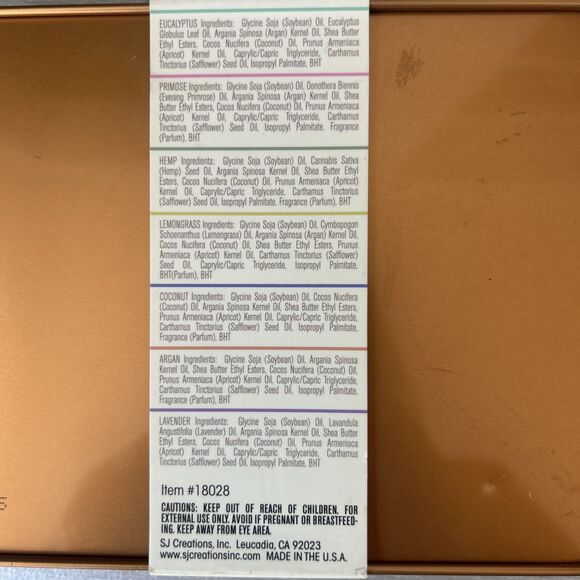 EUCALYPTUS Ingredients: Glycine Soja (Soybean) Oil, Eucalyptus
Globulus Leaf Oil, Argania Spinosa (Argan) Kernel Oil, Shea Butter
Ethyl Esters, Cocos Nucifera (Coconut) Oil, Prunus Armeniaca
(Apricot) Kernel Oil, Caprylic/Capric Triglyceride, Carthamus
Tinctorius (Safflower) Seed Oil, Isopropyl Palmitate, BHT
PRIMOSE Ingredients: Glycine Soja (Soybean) Oil, Oenothera Biennis
(Evening Primrose) Oil, Argania Spinosa (Argan) Kernel Oil, Shea
Butter Ethyl Esters, Cocos Nucifera (Coconut) Oil, Prunus Armeniaca
(Apricot) Kernel Oil, Caprylic/Capric Triglyceride, Carthamus
Tinctorius (Safflower) Seed Oil, Isopropyl Palmitate, Fragrance
(Parfum), BHT
HEMP Ingredients: Glycine Soja (Soybean) Oil, Cannabis Sativa
(Hemp) Seed Oil, Argania Spinosa Kernel Oil, Shea Butter Ethyl
Esters, Cocos Nucifera (Coconut) Oil, Prunus Armeniaca (Apricot)
Kernel Oil, Caprylic/Capric Triglyceride, Carthamus Tinctorius
(Safflower) Seed Oil, Isopropyl Palmitate, Fragrance (Parfum), BHT
LEMONGRASS Ingredients: Glycine Soja (Soybean) Oil, Cymbopogon
Schoenanthus (Lemongrass) Oil, Argania Spinosa (Argan) Kernel Oil,
Cocos Nucifera (Coconut) Oil, Shea Butter Ethyl Esters, Prunus
Armeniaca (Apricot) Kernel Oil, Carthamus Tinctorius (Safflower)
Seed Oil, Caprylic/Capric Triglyceride, Isopropyl Palmitate,
BHT(Parfum), BHT
COCONUT Ingredients: Glycine Soja (Soybean) Oil, Cocos Nucifera
(Coconut) Oil, Argania Spinosa Kernel Oil, Shea Butter Ethyl Esters,
Prunus Armeniaca (Apricot) Kernel Oil, Caprylic/Capric Triglyceride,
Carthamus Tinctorius (Safflower) Seed Oil, Isopropyl Palmitate,
Fragrance (Parfum), BHT
ARGAN Ingredients: Glycine Soja (Soybean) Oil, Argania Spinosa
Kernel Oil, Shea Butter Ethyl Esters, Cocos Nucifera (Coconut) Oil,
Prunus Armeniaca (Apricot) Kernel Oil, Caprylic/Capric Triglyceride,
Carthamus Tinctorius (Safflower) Seed Oil, Isopropyl Palmitate,
Fragrance (Parfum), BHT
LAVENDER Ingredients: Glycine Soja (Soybean) Oil, Lavandula
Angustifolia (Lavender) Oil, Argania Spinosa Kernel Oil, Shea Butter
Ethyl Esters, Cocos Nucifera (Coconut) Oil, Prunus Armeniaca
(Apricot) Kernel Oil, Caprylic/Capric Triglyceride, Carthamus
Tinctorius (Safflower) Seed Oil, Isopropyl Palmitate, BHT
Item #18028
CAUTIONS: KEEP OUT OF REACH OF CHILDREN. FOR
EXTERNAL USE ONLY. AVOID IF PREGNANT OR BREASTFEED-
ING. KEEP AWAY FROM EYE AREA.
SJ Creations, Inc. Leucadia, CA 92023
www.sjcreationsinc.com MADE IN THE U.S.A.